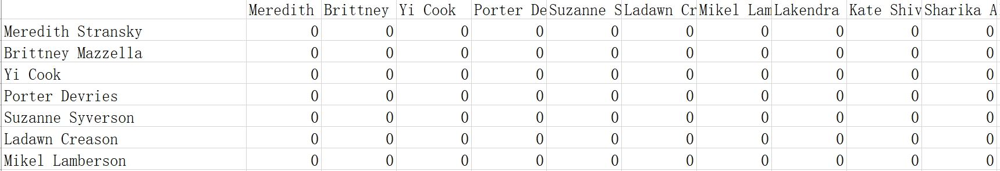 Meredith Brittney Yi Cook Porter De Suzanne S Ladawn Cr Mikel Lam Lakendra Kate Shiv Sharika A
Meredith Stransky 0 0 0 0 0 0 0 0 0 0
Brittney Mazzella 0 0 0 0 0 0 0 0 0 0
Yi Cook 0 0 0 0 0 0 0 0 0 0
Porter Devries 0 0 0 0 0 0 0 0 0 0
Suzanne Syverson 0 0 0 0 0 0 0 0 0 0
Ladawn Creason 0 0 0 0 0 0 0 0 0 0
Mikel Lamberson 0 0 0 0 0 0 0 0 0 0